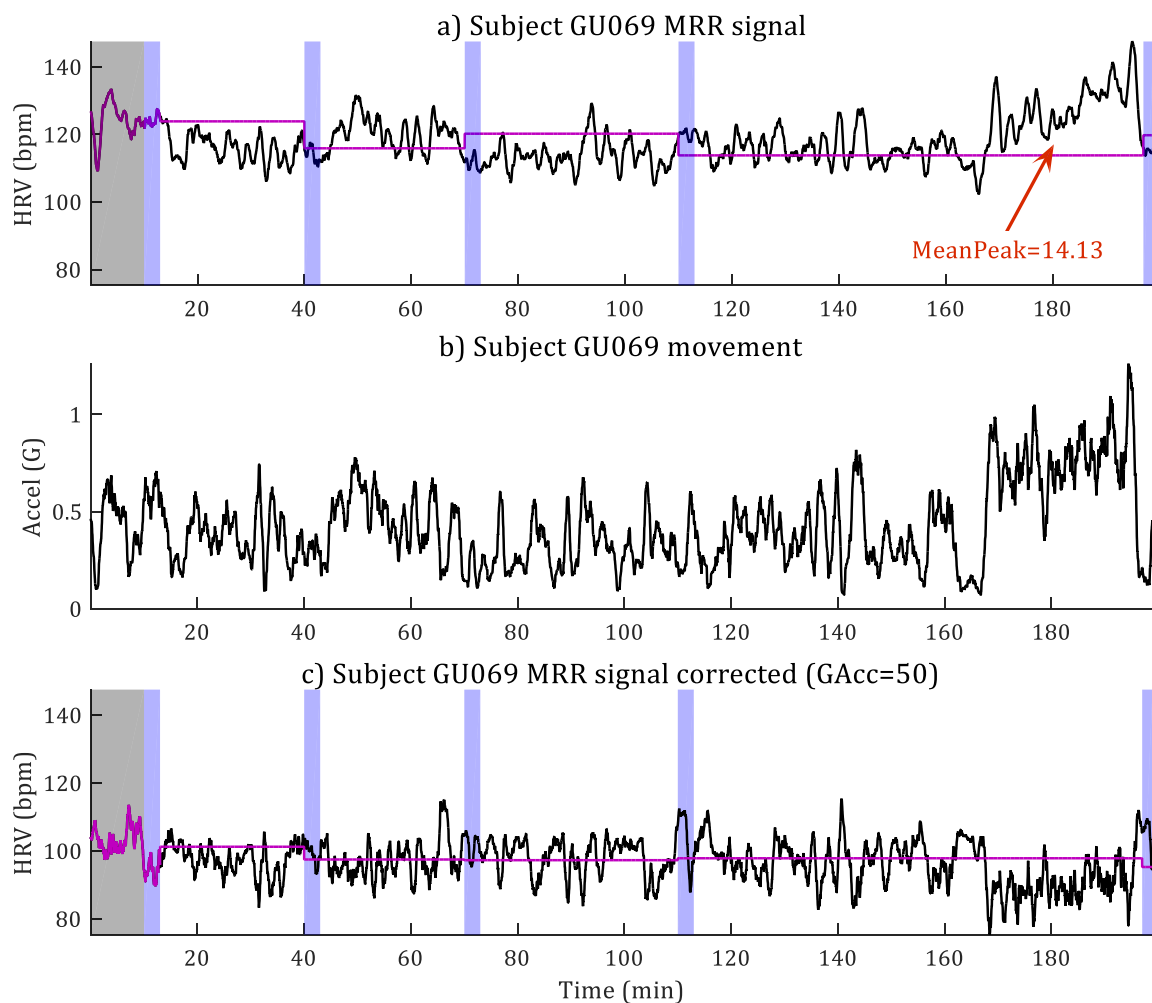 a) Subject GU069 MRR signal
HRV (bpm)
140
120
100
80
MeanPeak=14.13
20 40 60 80 100 120 140 160 180
b) Subject GU069 movement
Accel (G)
1
0.5
0
20 40 60 80 100 120 140 160 180
c) Subject GU069 MRR signal corrected (GAcc=50)
HRV (bpm)
140
120
100
80
20 40 60 80 100 120 140 160 180
Time (min)